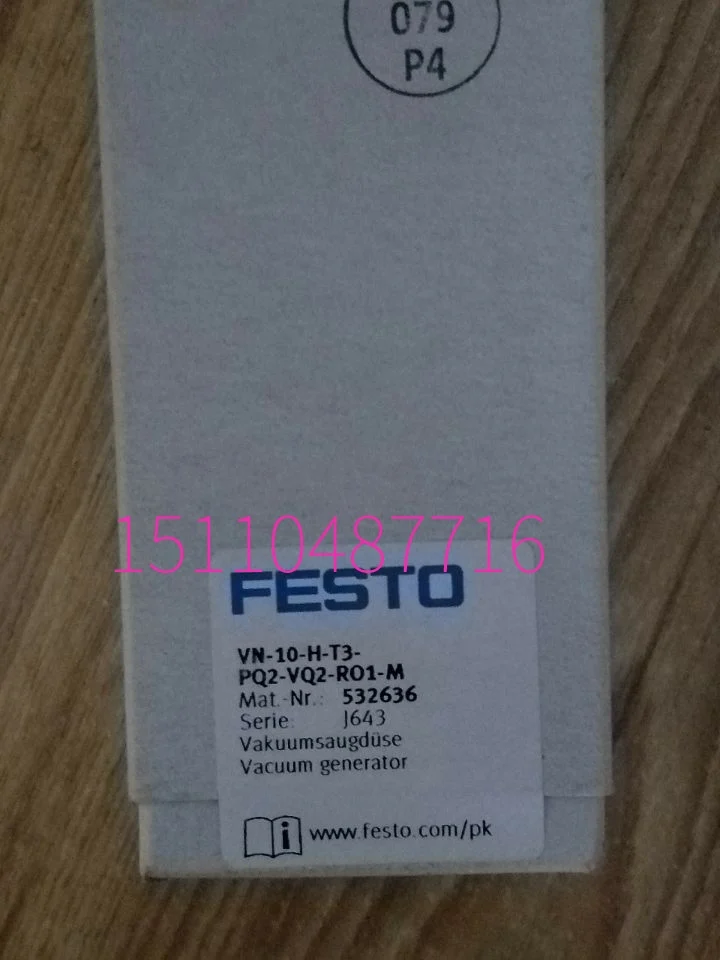 079
P4
15110487716
FESTO
VN-10-H-T3-
PQ2-VQ2-RO1-M
Mat.-Nr.: 532636
Serie: J643
Vakuumsaugdüse
Vacuum generator
i www.festo.com/pk